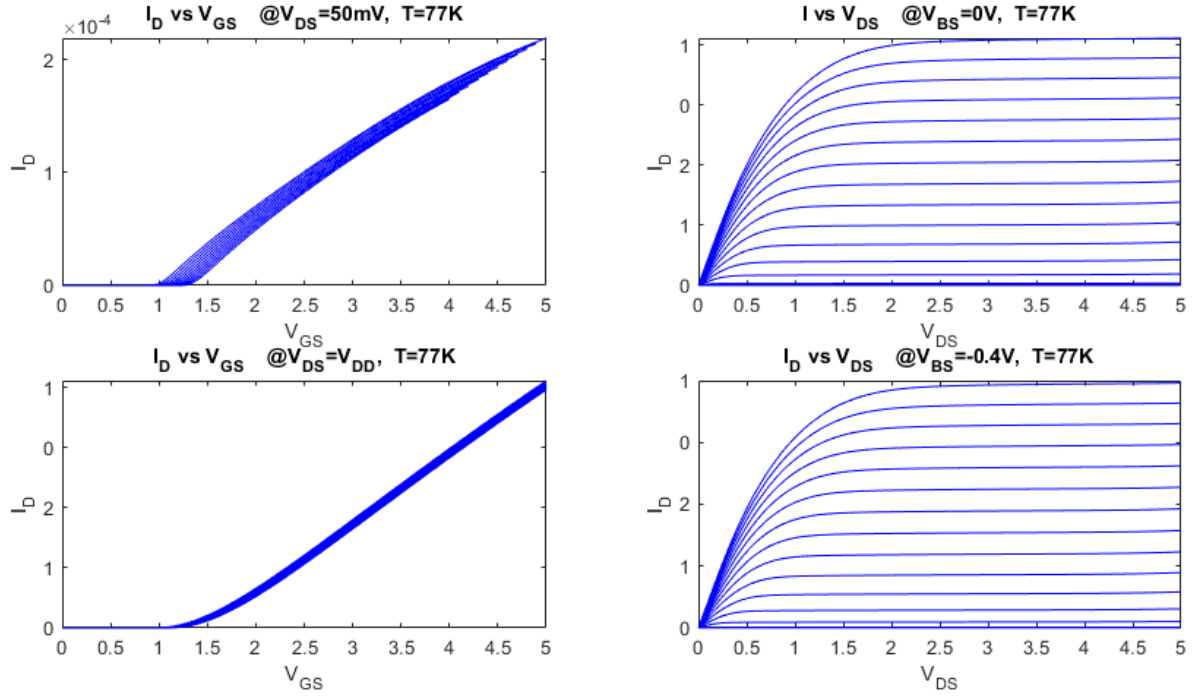 I_D vs V_GS @V_DS=50mV, T=77K
×10^-4
2
1
0
I_D
0 0.5 1 1.5 2 2.5 3 3.5 4 4.5 5
V_GS
I vs V_DS @V_BS=0V, T=77K
1
0
2
1
0
I_D
0 0.5 1 1.5 2 2.5 3 3.5 4 4.5 5
V_DS
I_D vs V_GS @V_DS=V_DD, T=77K
1
0
2
1
0
I_D
0 0.5 1 1.5 2 2.5 3 3.5 4 4.5 5
V_GS
I_D vs V_DS @V_BS=-0.4V, T=77K
1
0
2
1
0
I_D
0 0.5 1 1.5 2 2.5 3 3.5 4 4.5 5
V_DS